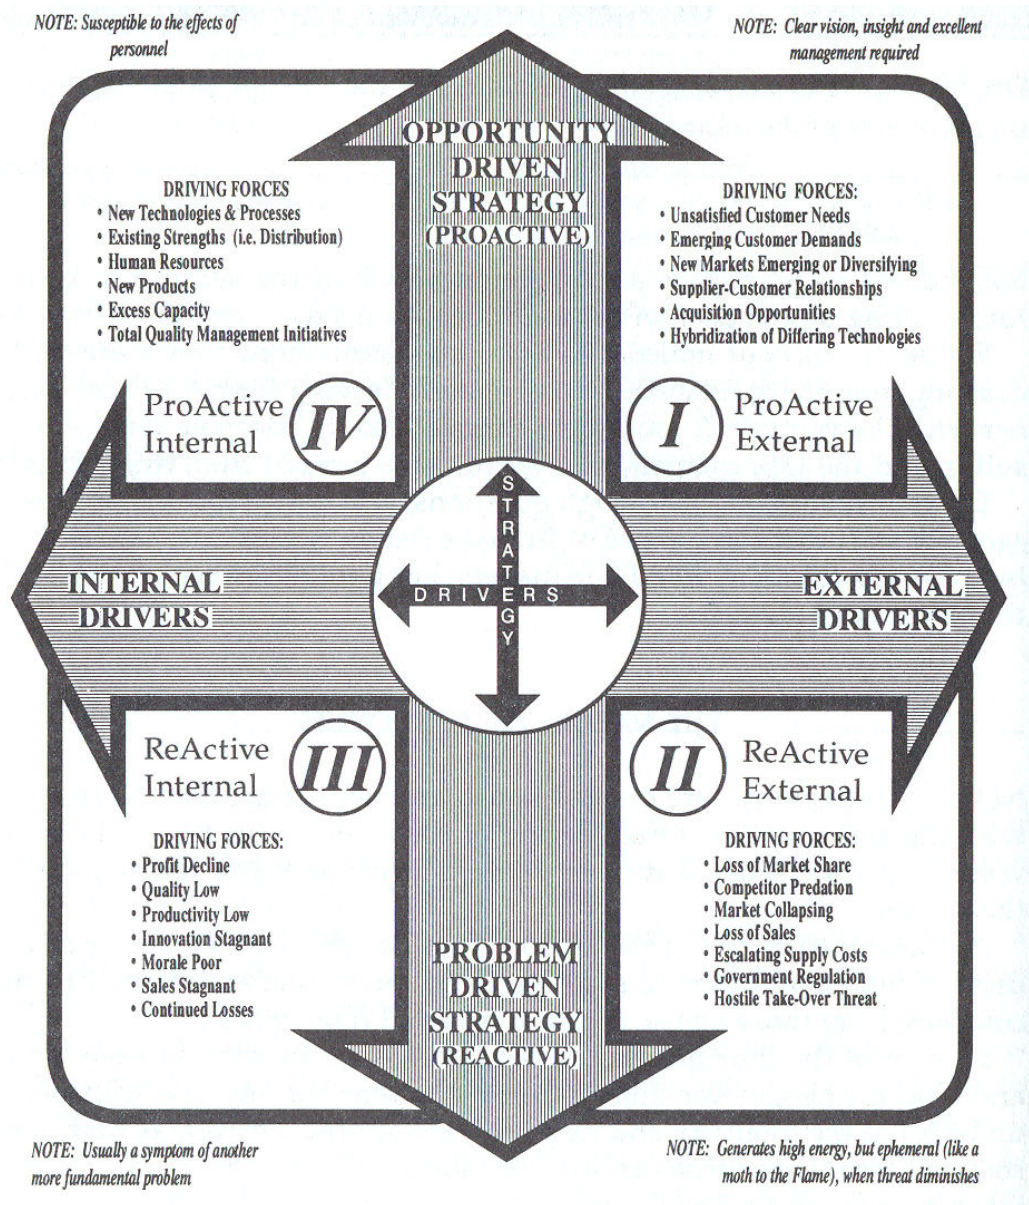 NOTE: Susceptible to the effects of
personnel
NOTE: Clear vision, insight and excellent
management required
OPPORTUNITY
DRIVEN
STRATEGY
(PROACTIVE)
DRIVING FORCES
• New Technologies & Processes
• Existing Strengths (i.e. Distribution)
• Human Resources
• New Products
• Excess Capacity
• Total Quality Management Initiatives
DRIVING FORCES:
• Unsatisfied Customer Needs
• Emerging Customer Demands
• New Markets Emerging or Diversifying
• Supplier-Customer Relationships
• Acquisition Opportunities
• Hybridization of Differing Technologies
ProActive
Internal
IV
I
ProActive
External
STRATEGY
DRIVERS
INTERNAL
DRIVERS
EXTERNAL
DRIVERS
ReActive
Internal
III
II
ReActive
External
DRIVING FORCES:
• Profit Decline
• Quality Low
• Productivity Low
• Innovation Stagnant
• Morale Poor
• Sales Stagnant
• Continued Losses
DRIVING FORCES:
• Loss of Market Share
• Competitor Predation
• Market Collapsing
• Loss of Sales
• Escalating Supply Costs
• Government Regulation
• Hostile Take-Over Threat
PROBLEM
DRIVEN
STRATEGY
(REACTIVE)
NOTE: Usually a symptom of another
more fundamental problem
NOTE: Generates high energy, but ephemeral (like a
moth to the Flame), when threat diminishes